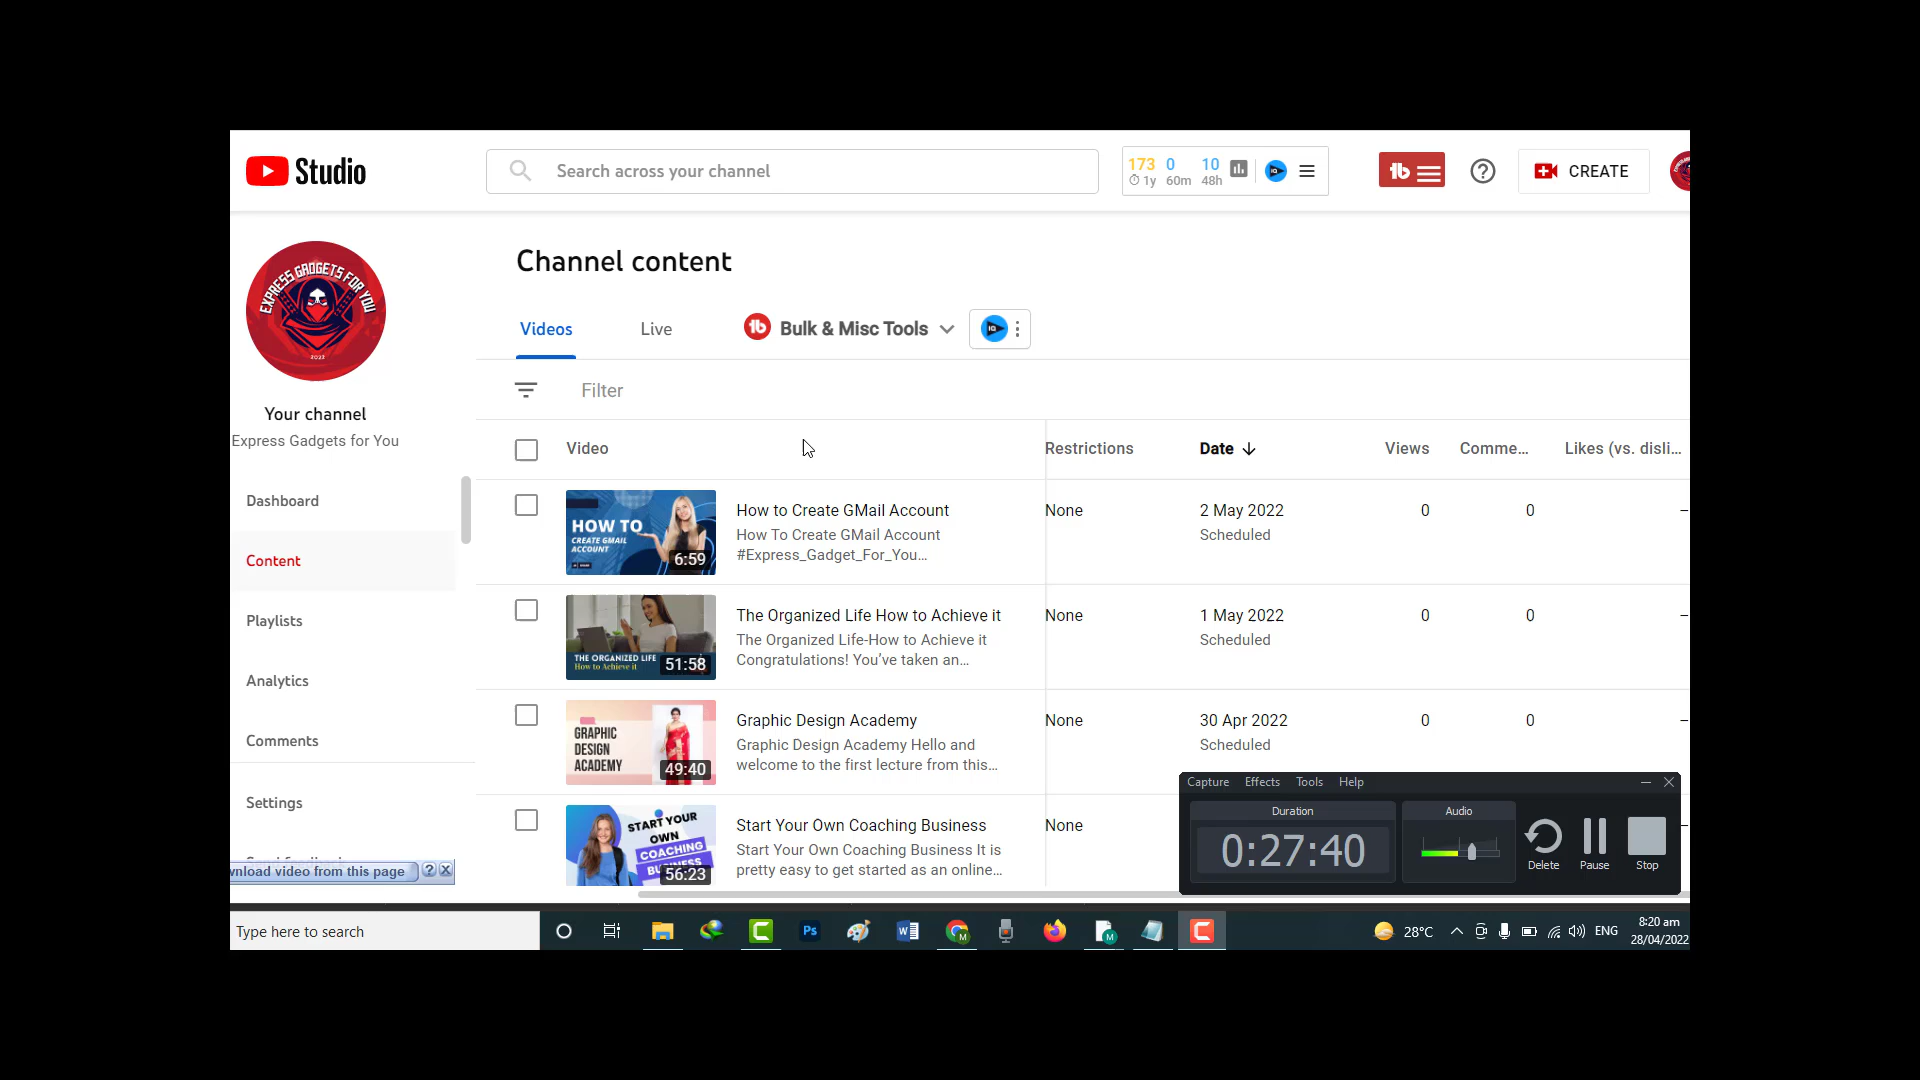 Studio
Search across your channel
173 0 10
1y 60m 48h
CREATE
EXPRESS GADGETS FOR YOU
2022
Channel content
Videos
Live
Bulk & Misc Tools
Filter
Your channel
Express Gadgets for You
Dashboard
Content
Playlists
Analytics
Comments
Settings
wnload video from this page
Video
Restrictions
Date
Views
Comme...
Likes (vs. disli...
HOW TO
CREATE GMAIL
ACCOUNT
6:59
How to Create GMail Account
How To Create GMail Account
#Express_Gadget_For_You...
None
2 May 2022
Scheduled
0
0
–
THE ORGANIZED LIFE
How to Achieve it
51:58
The Organized Life How to Achieve it
The Organized Life-How to Achieve it
Congratulations! You've taken an...
None
1 May 2022
Scheduled
0
0
–
GRAPHIC
DESIGN
ACADEMY
49:40
Graphic Design Academy
Graphic Design Academy Hello and
welcome to the first lecture from this...
None
30 Apr 2022
Scheduled
0
0
–
START YOUR
OWN
COACHING
BUSINESS
56:23
Start Your Own Coaching Business
Start Your Own Coaching Business It is
pretty easy to get started as an online...
None
Capture Effects Tools Help
Duration
0:27:40
Audio
Delete
Pause
Stop
Type here to search
Ps
28°C
ENG
8:20 am
28/04/2022